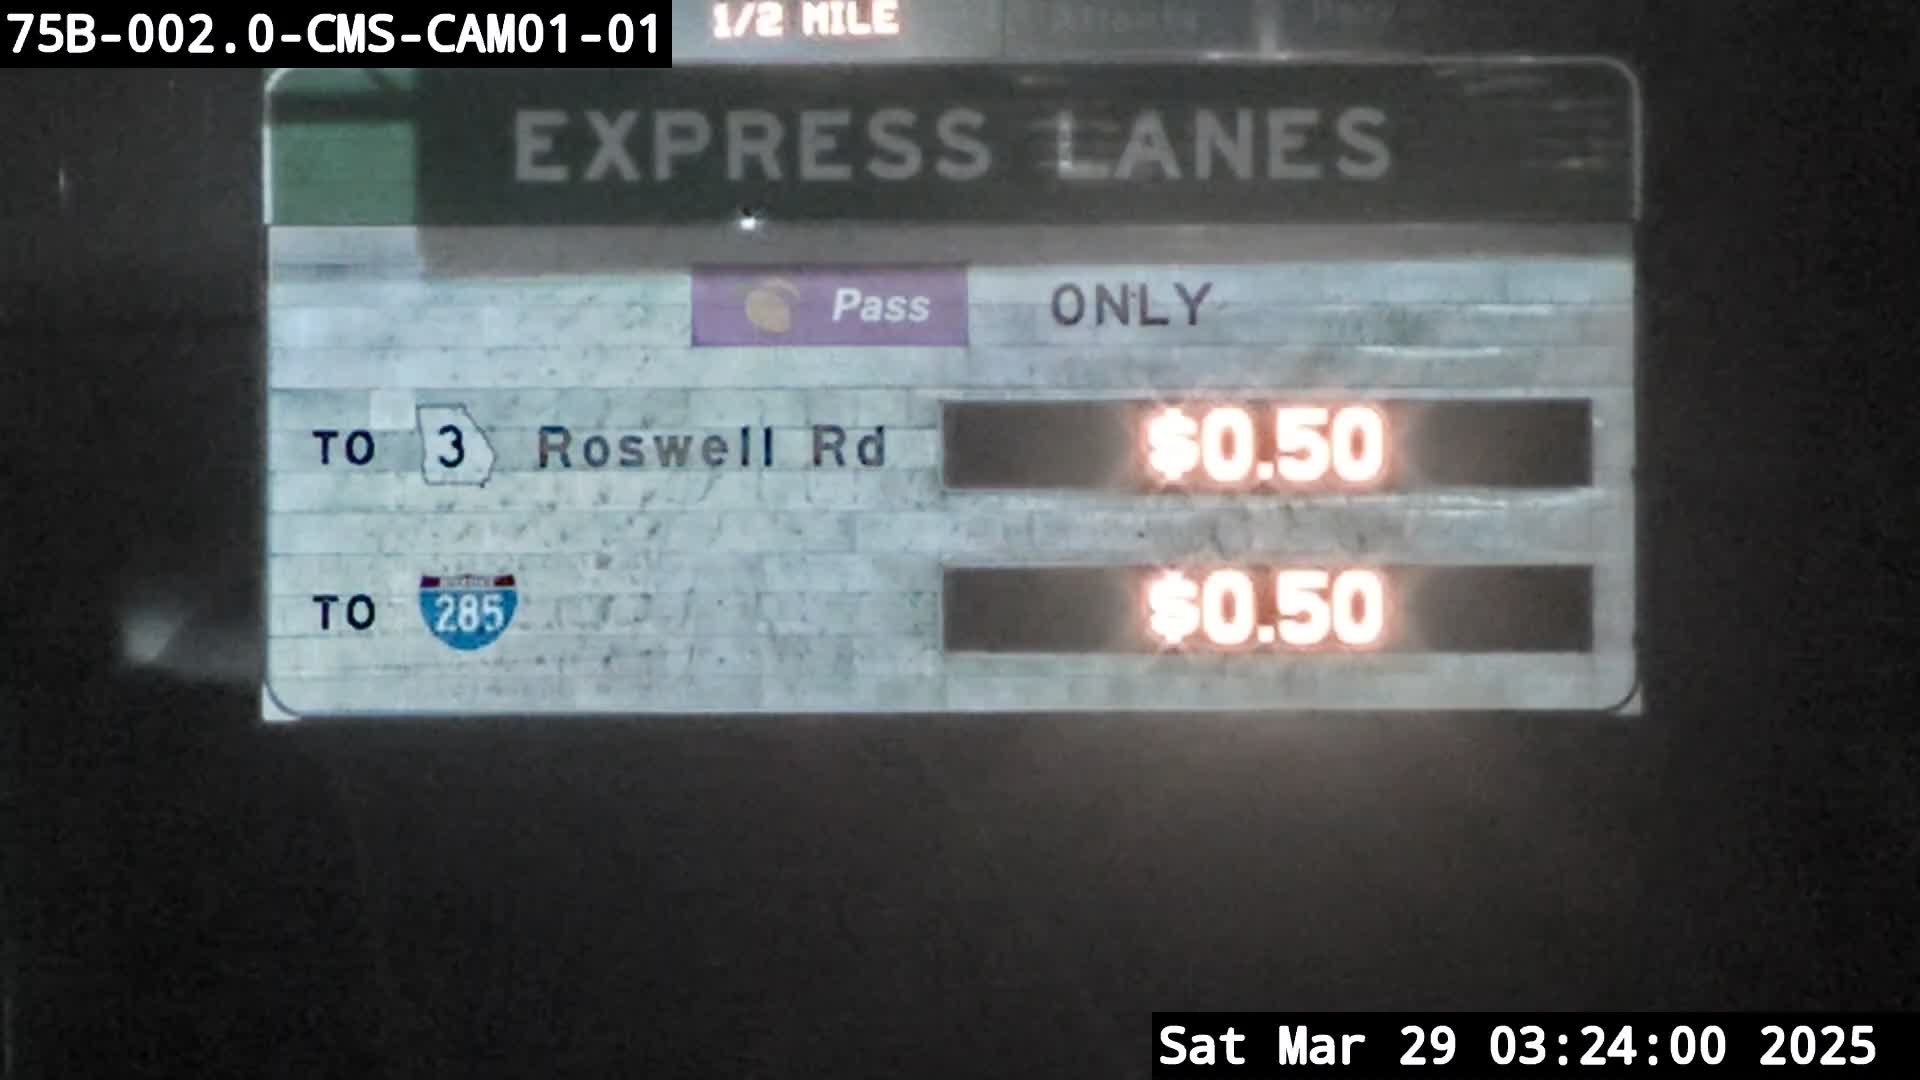 75B-002.0-CMS-CAM01-01
1/2 MILE
EXPRESS LANES
Pass ONLY
TO 3 Roswell Rd $0.50
TO 285 $0.50
Sat Mar 29 03:24:00 2025